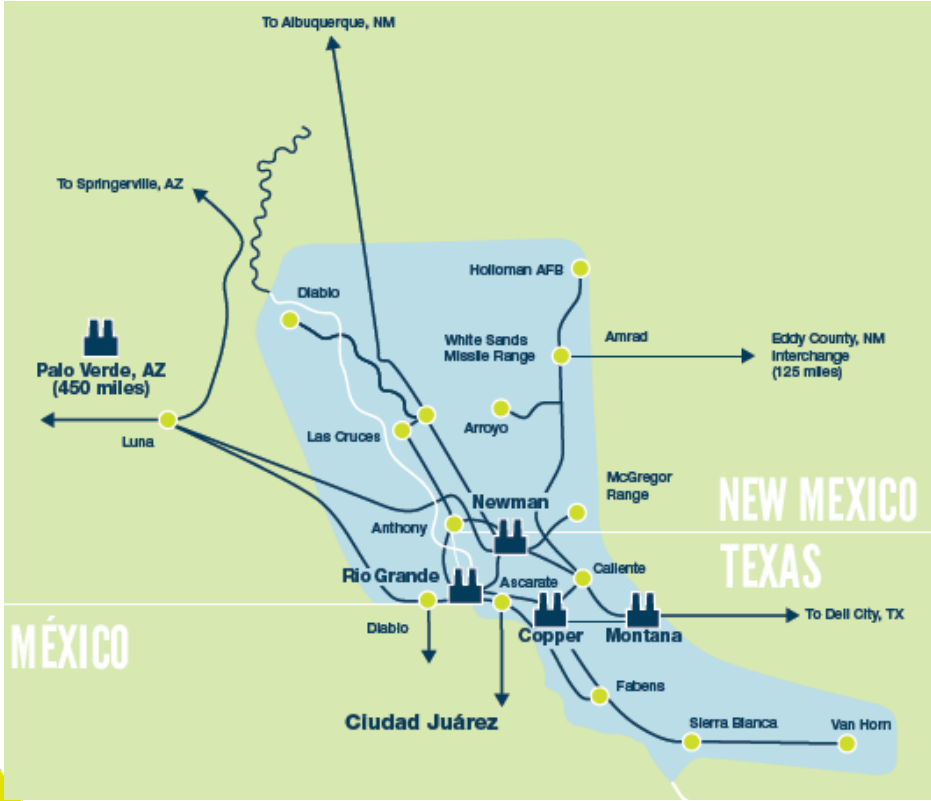 To Albuquerque, NM
To Springerville, AZ
Holloman AFB
Diablo
White Sands
Missile Range
Amrad
Eddy County, NM
Interchange
(125 miles)
Palo Verde, AZ
(450 miles)
Luna
Las Cruces
Arroyo
McGregor
Range
NEW MEXICO
Newman
Anthony
TEXAS
Caliente
Rio Grande
Ascarate
Diablo
Copper
Montana
To Dell City, TX
MÉXICO
Fabens
Ciudad Juárez
Sierra Blanca
Van Horn